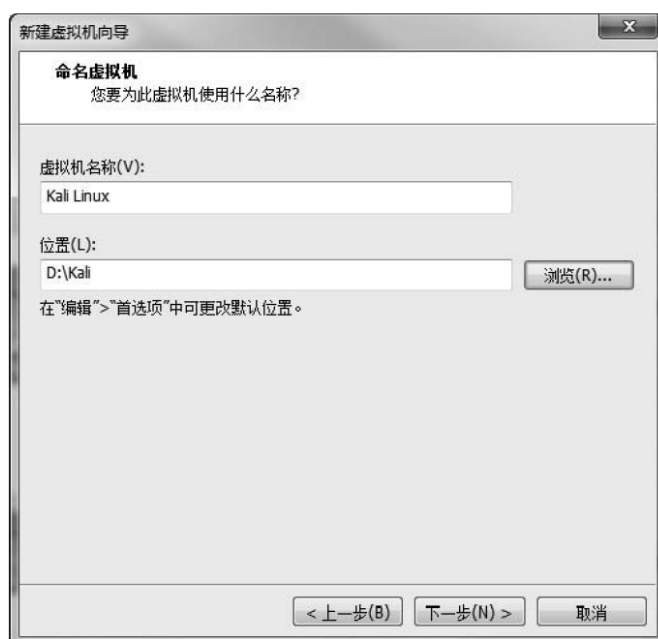 新建虚拟机向导
x
命名虚拟机
您要为此虚拟机使用什么名称?
虚拟机名称(V):
Kali Linux
位置(L):
D:\Kali
浏览(R)...
在"编辑">"首选项"中可更改默认位置。
< 上一步(B)
下一步(N) >
取消